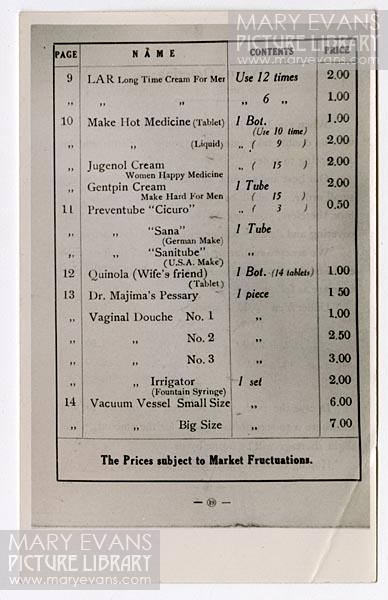 MARY EVANS
PICTURE LIBRARY
www.maryevans.com
PAGE NAME CONTENTS PRICE
9 LAR Long Time Cream For Men Use 12 times 2.00
„ „ „ „ 6 „ 1.00
10 Make Hot Medicine (Tablet) 1 Bot. 1.00
(Use 10 time)
„ „ „ (Liquid) „ ( 9 ) 2.00
„ Jugenol Cream „ ( 15 ) 2.00
Women Happy Medicine
„ Gentpin Cream 1 Tube 2.00
Make Hard For Men ( 15 )
11 Preventube "Cicuro" „ ( 3 ) 0.50
„ „ "Sana" 1 Tube
(German Make)
„ „ "Sanitube" „
(U.S.A. Make)
12 Quinola (Wife's friend) 1 Bot. (14 tablets) 1.00
(Tablet)
13 Dr. Majima's Pessary 1 piece 1 50
„ Vaginal Douche No. 1 „ 1.00
„ „ No. 2 „ 2.50
„ „ No. 3 „ 3.00
„ „ Irrigator 1 set 2.00
(Fountain Syringe)
14 Vacuum Vessel Small Size „ 6.00
„ „ Big Size „ 7.00
The Prices subject to Market Fructuations.
MARY EVANS
PICTURE LIBRARY
www.maryevans.com
MARY EVANS
PICTURE LIBRARY
www.maryevans.com